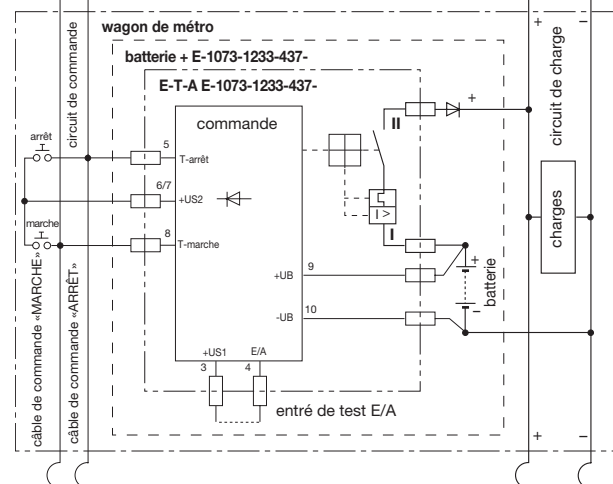 +
–
wagon de métro
batterie + E-1073-1233-437-
E-T-A E-1073-1233-437-
circuit de commande
circuit de charge
commande
II
+
arrêt
5
T-arrêt
6/7
+US2
I >
marche
8
T-marche
I
charges
9
+UB
+
batterie
10
-UB
–
câble de commande «MARCHE»
câble de commande «ARRÊT»
+US1
E/A
3
4
entré de test E/A
+
–